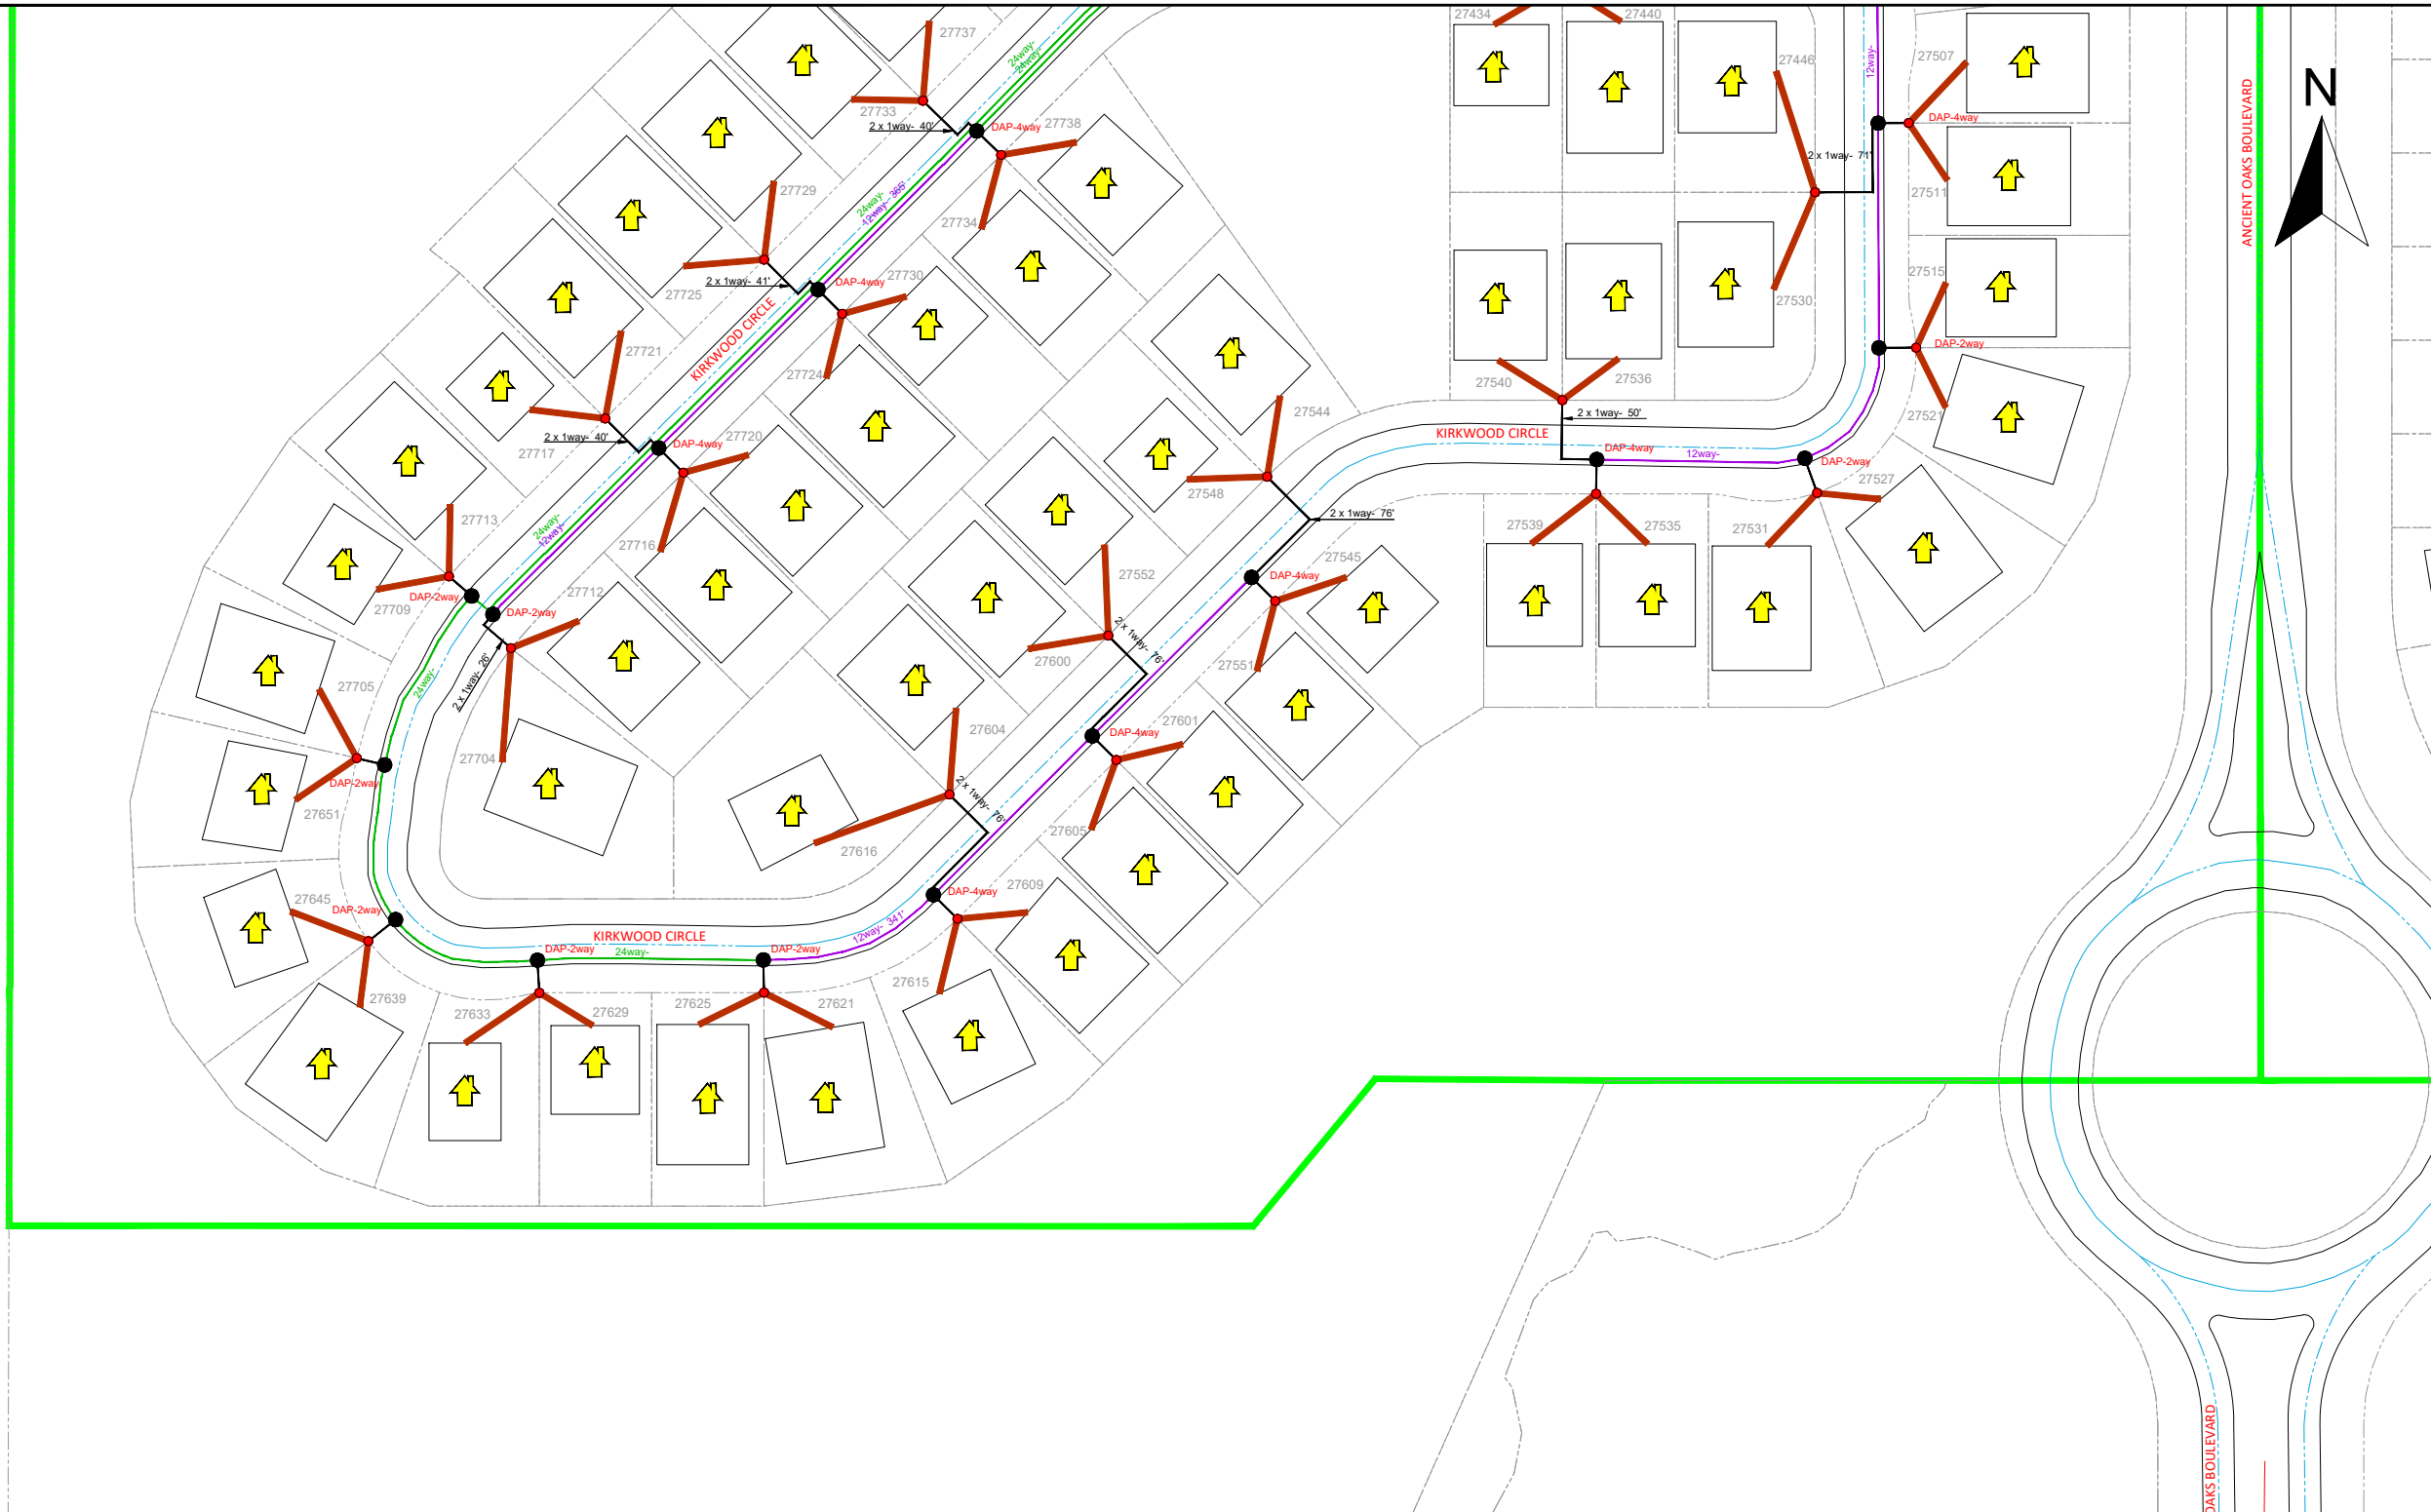 27737
24way-
24way-
27434
27440
12way-
27507
27446
ANCIENT OAKS BOULEVARD
N
27733
2 x 1way- 40'
DAP-4way
27738
DAP-4way
2 x 1way- 71'
27729
24way-
12way- 365'
27511
27734
27725
2 x 1way- 41'
DAP-4way
27730
27515
27530
KIRKWOOD CIRCLE
27721
27724
27540
27536
DAP-2way
27544
2 x 1way- 50'
27521
2 x 1way- 40'
DAP-4way
27720
KIRKWOOD CIRCLE
DAP-4way
12way-
DAP-2way
27717
27527
27548
2 x 1way- 76'
27713
24way-
12way-
27716
27539
27535
27531
27552
27545
DAP-4way
DAP-2way
27709
DAP-2way
27712
2 x 1way- 76'
27600
27551
2 x 1way- 26'
24way-
27705
27704
27604
27601
DAP-4way
DAP-2way
27651
2 x 1way- 76'
27605
27616
27645
DAP-2way
DAP-4way
27609
12way- 341'
KIRKWOOD CIRCLE
DAP-2way
24way-
DAP-2way
27615
27639
27633
27629
27625
27621
OAKS BOULEVARD